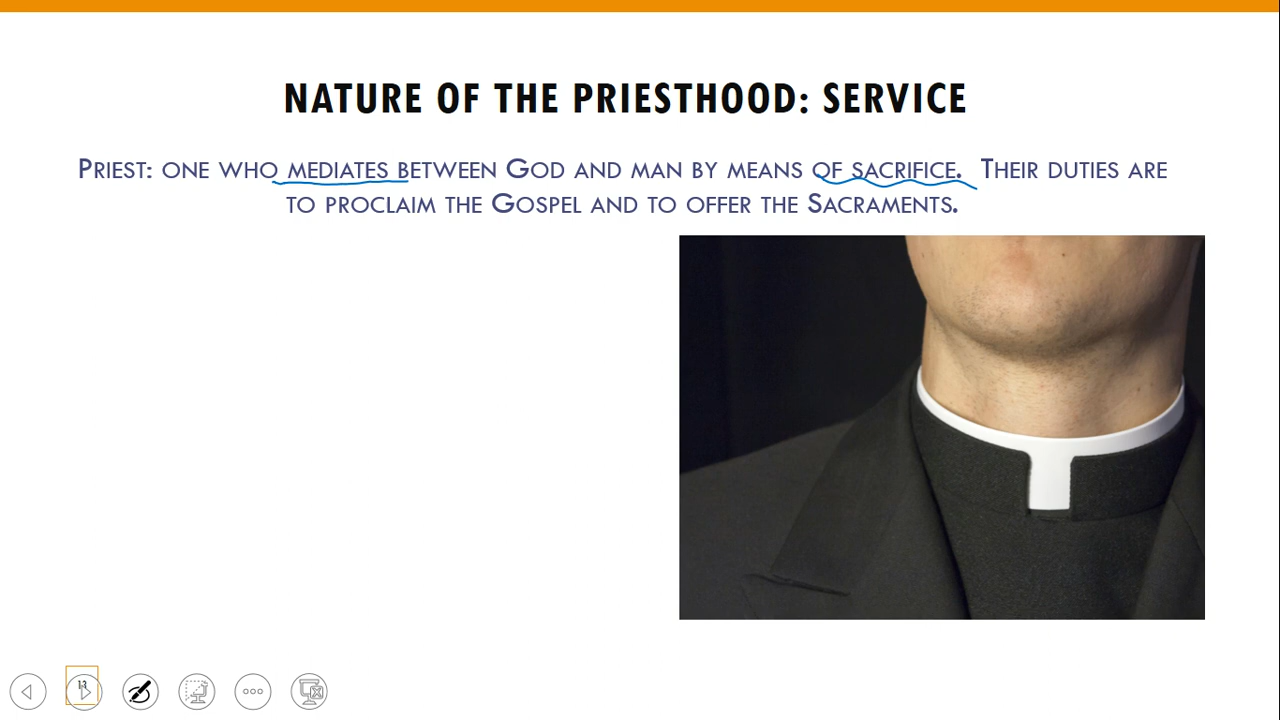 NATURE OF THE PRIESTHOOD: SERVICE
PRIEST: ONE WHO MEDIATES BETWEEN GOD AND MAN BY MEANS OF SACRIFICE. THEIR DUTIES ARE
TO PROCLAIM THE GOSPEL AND TO OFFER THE SACRAMENTS.
13